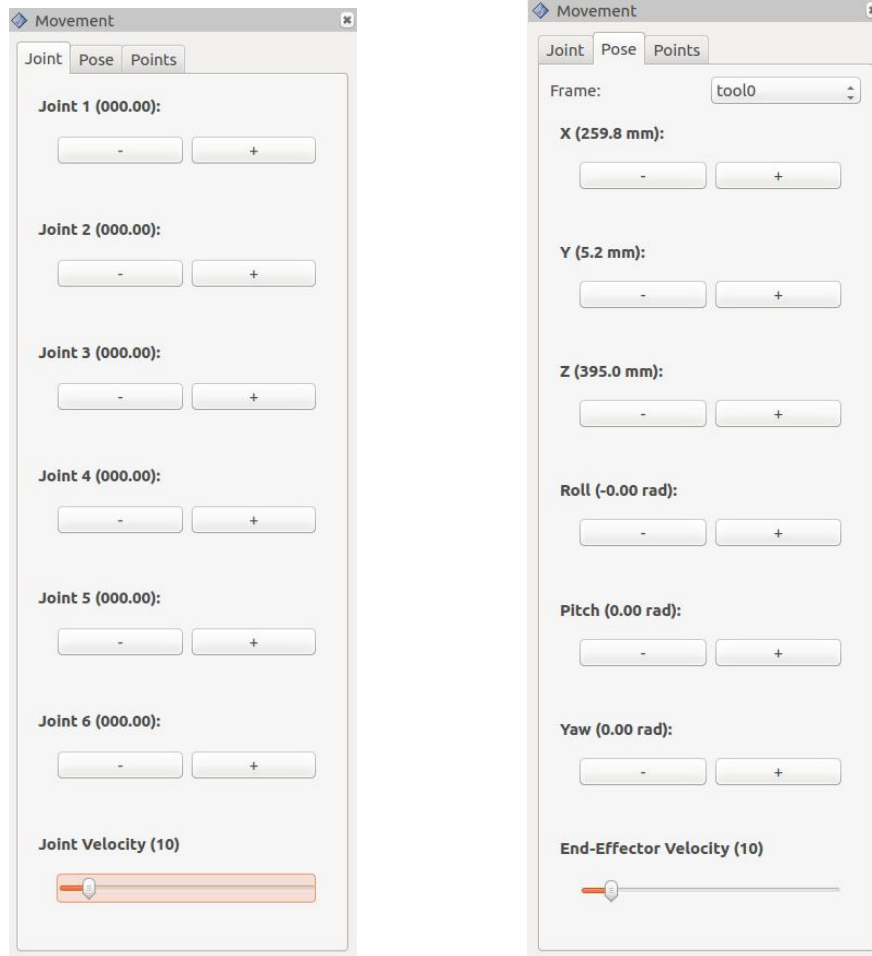 Movement
Joint Pose Points
Joint 1 (000.00):
- +
Joint 2 (000.00):
- +
Joint 3 (000.00):
- +
Joint 4 (000.00):
- +
Joint 5 (000.00):
- +
Joint 6 (000.00):
- +
Joint Velocity (10)
Movement
Joint Pose Points
Frame: tool0
X (259.8 mm):
- +
Y (5.2 mm):
- +
Z (395.0 mm):
- +
Roll (-0.00 rad):
- +
Pitch (0.00 rad):
- +
Yaw (0.00 rad):
- +
End-Effector Velocity (10)